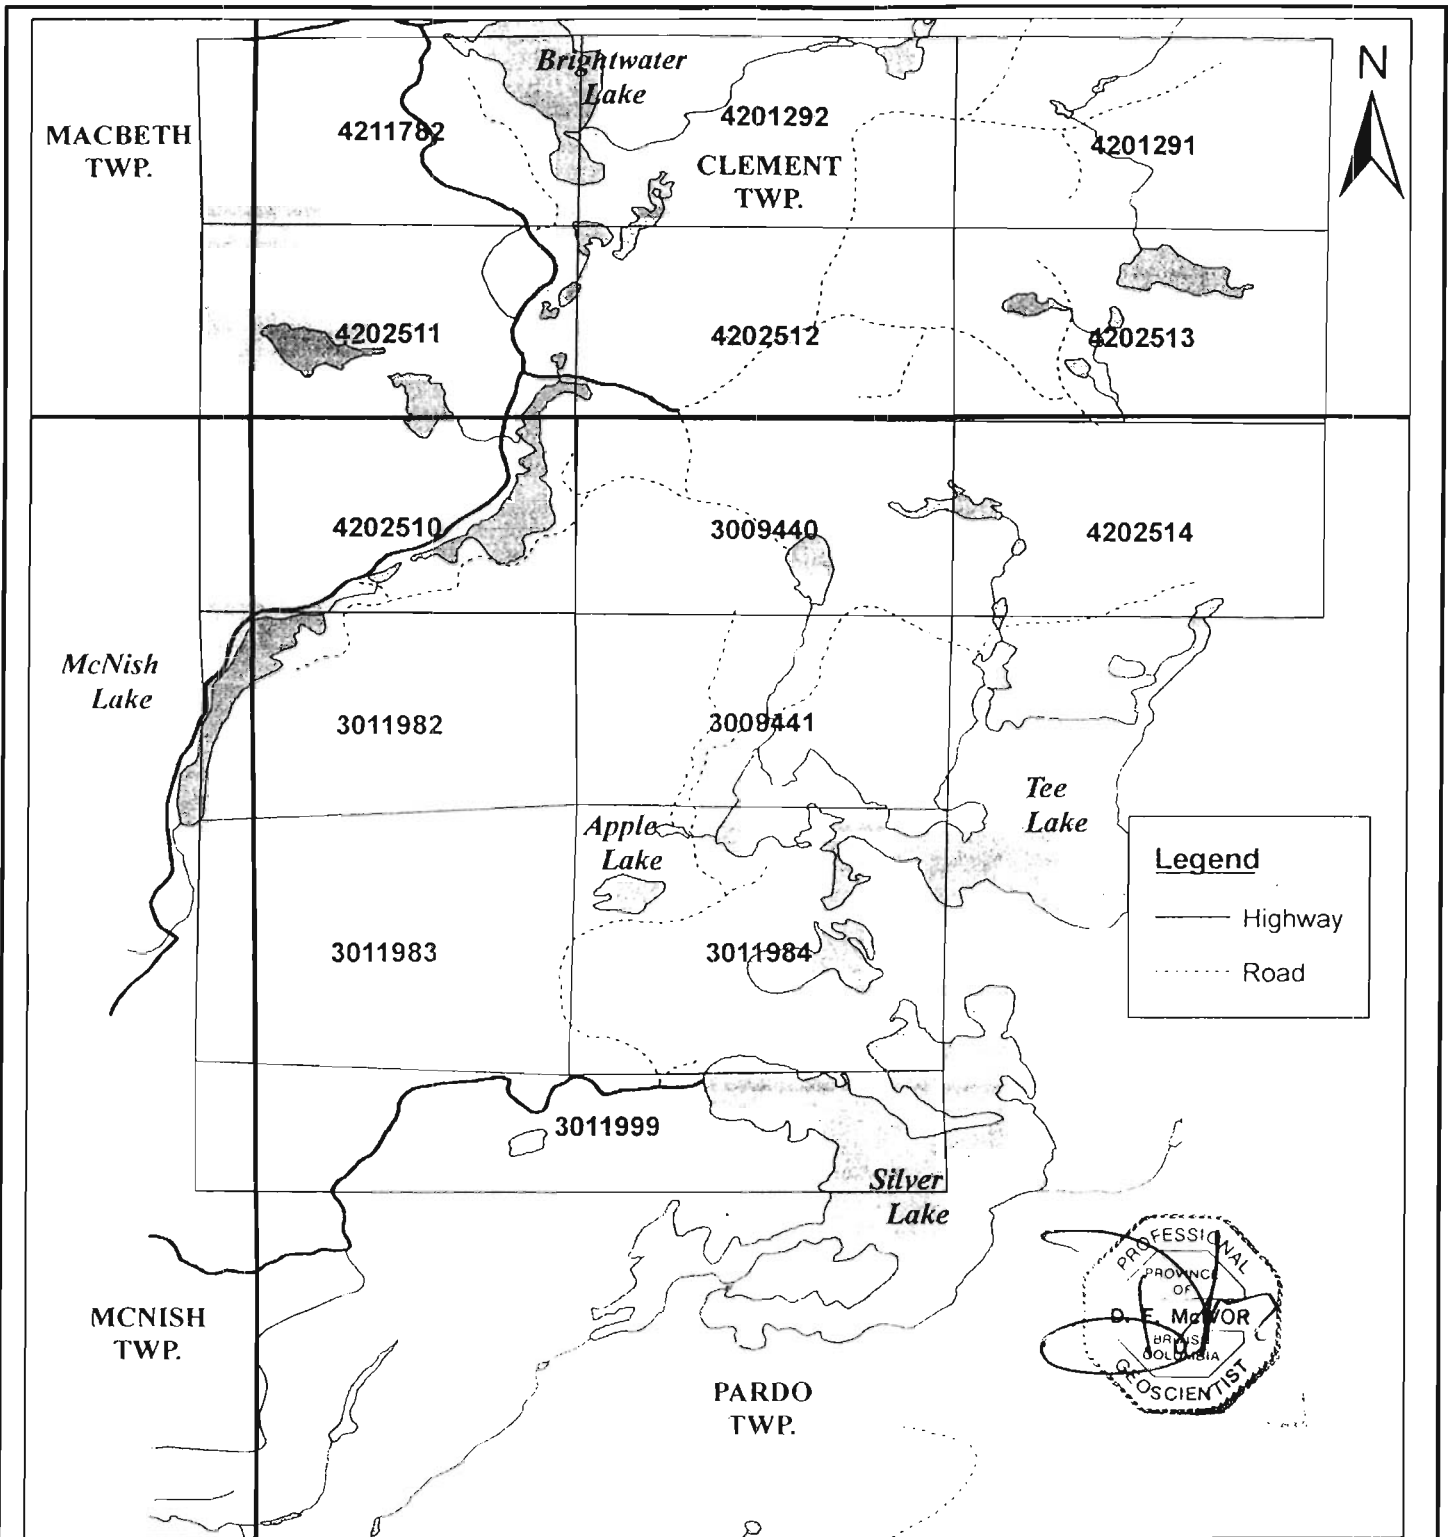 Brightwater
Lake
N
MACBETH
TWP.
4211782
4201292
4201291
CLEMENT
TWP.
4202511
4202512
4202513
4202510
3009440
4202514
McNish
Lake
3011982
3009441
Tee
Lake
Apple
Lake
Legend
Highway
Road
3011983
3011984
3011999
Silver
Lake
MCNISH
TWP.
PARDO
TWP.
PROFESSIONAL
PROVINCE
OF
D. F. McIVOR
BRITISH
COLUMBIA
GEOSCIENTIST